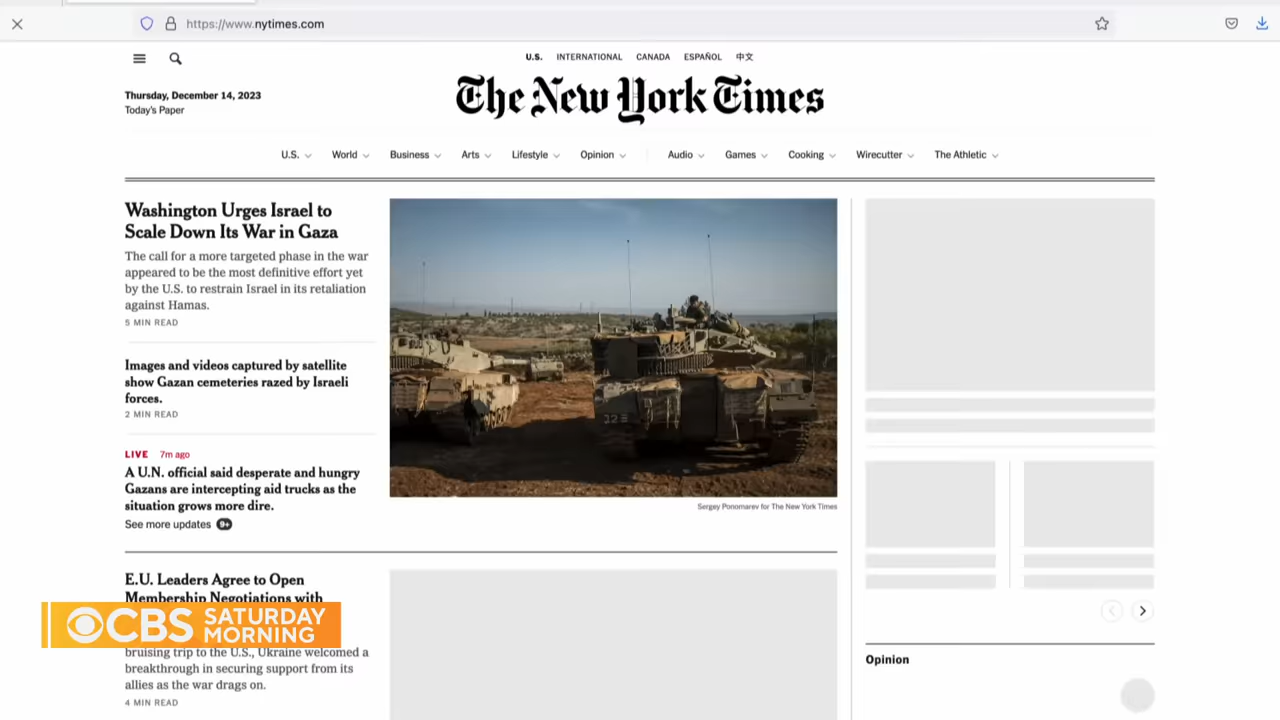 https://www.nytimes.com
U.S. INTERNATIONAL CANADA ESPAÑOL 中文
Thursday, December 14, 2023
Today's Paper
The New York Times
U.S. World Business Arts Lifestyle Opinion Audio Games Cooking Wirecutter The Athletic
Washington Urges Israel to
Scale Down Its War in Gaza
The call for a more targeted phase in the war
appeared to be the most definitive effort yet
by the U.S. to restrain Israel in its retaliation
against Hamas.
5 MIN READ
Images and videos captured by satellite
show Gazan cemeteries razed by Israeli
forces.
2 MIN READ
LIVE 7m ago
A U.N. official said desperate and hungry
Gazans are intercepting aid trucks as the
situation grows more dire.
See more updates 9+
323
Sergey Ponomarev for The New York Times
E.U. Leaders Agree to Open
Membership Negotiations with
CBS SATURDAY
MORNING
bruising trip to the U.S., Ukraine welcomed a
breakthrough in securing support from its
allies as the war drags on.
4 MIN READ
Opinion